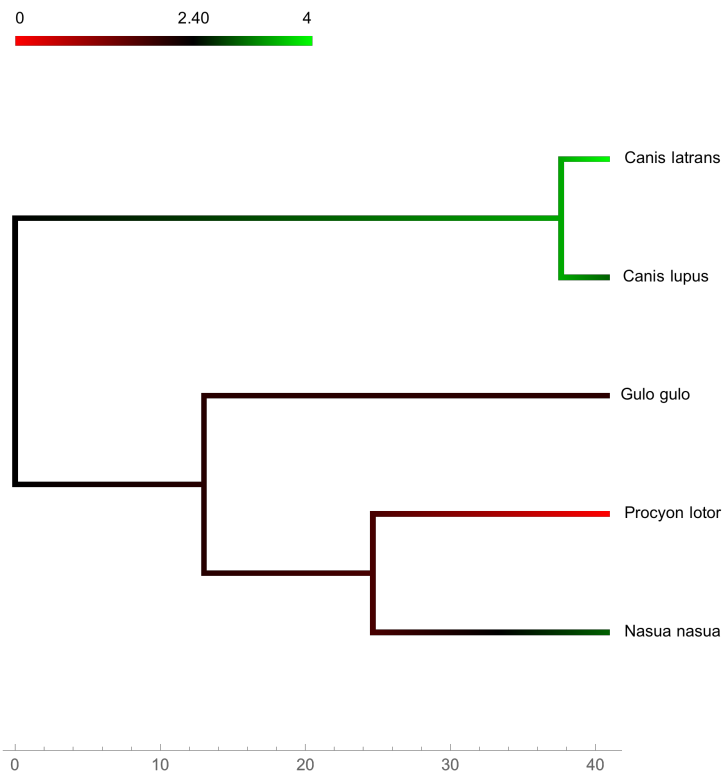 0 2.40 4
Canis latrans
Canis lupus
Gulo gulo
Procyon lotor
Nasua nasua
0 10 20 30 40